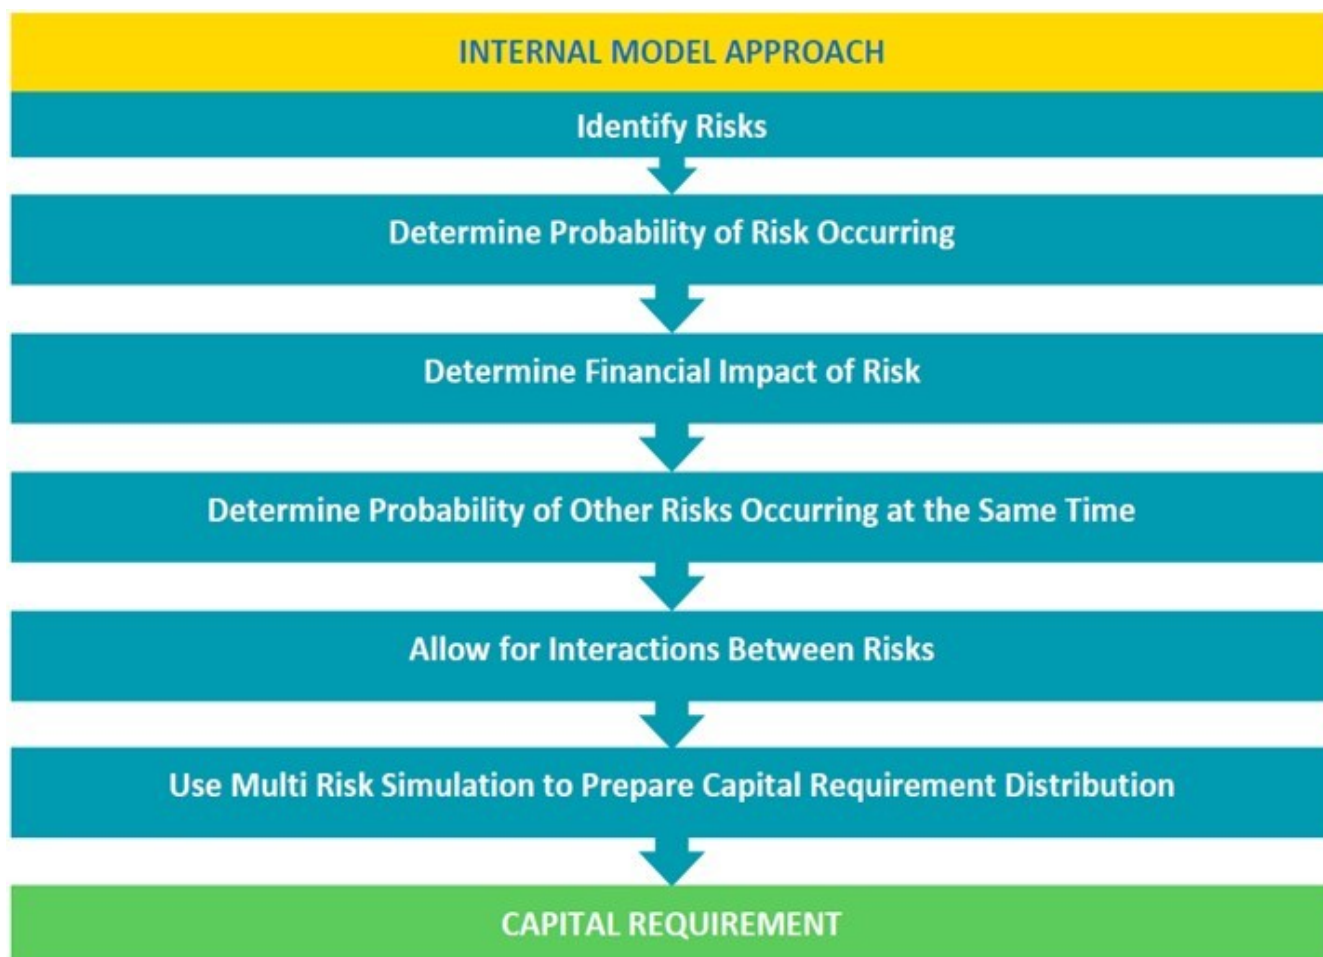 INTERNAL MODEL APPROACH
Identify Risks
Determine Probability of Risk Occurring
Determine Financial Impact of Risk
Determine Probability of Other Risks Occurring at the Same Time
Allow for Interactions Between Risks
Use Multi Risk Simulation to Prepare Capital Requirement Distribution
CAPITAL REQUIREMENT